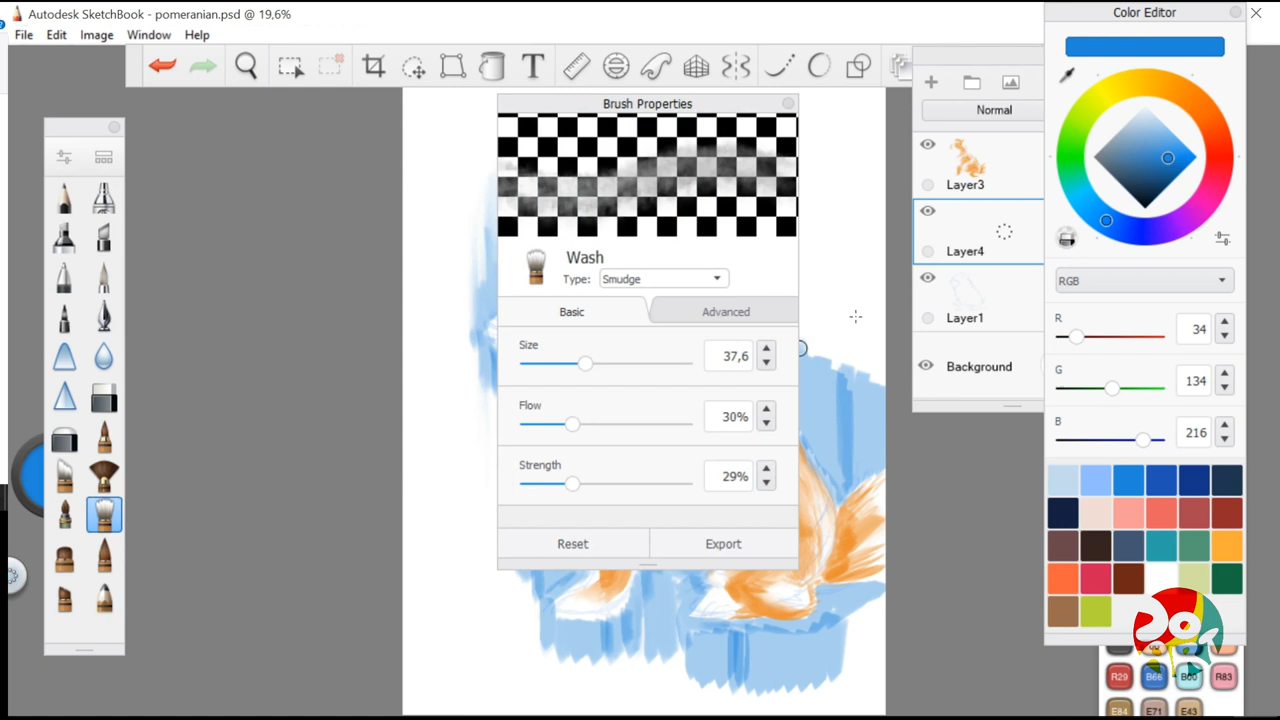 Autodesk SketchBook - pomeranian.psd @ 19,6%
File Edit Image Window Help
Color Editor
Brush Properties
Normal
Layer3
Layer4
Layer1
Background
Wash
Type: Smudge
Basic Advanced
Size 37,6
Flow 30%
Strength 29%
Reset Export
RGB
R 34
G 134
B 216
R29 B66 B00 R83
E84 E71 E43